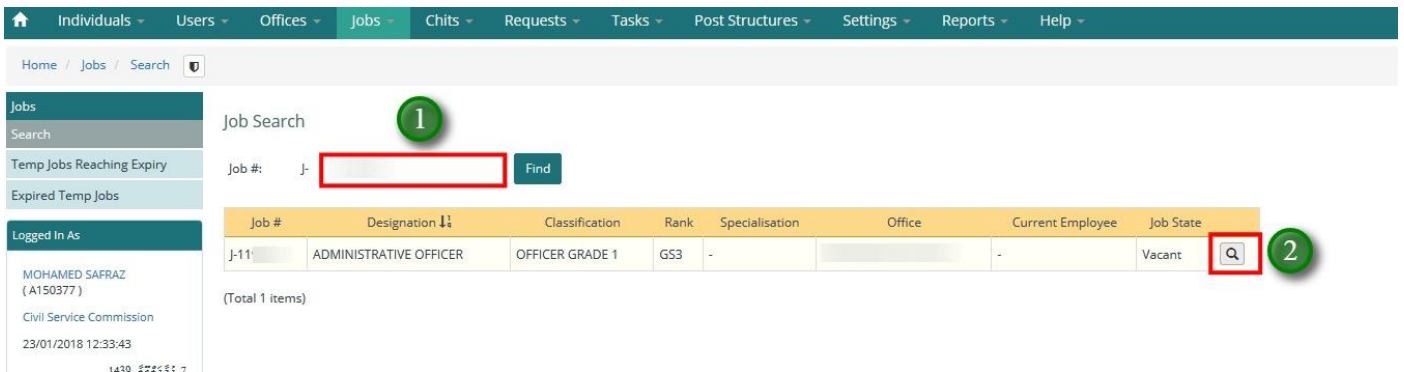 Individuals Users Offices Jobs Chits Requests Tasks Post Structures Settings Reports Help
Home / Jobs / Search
Jobs
Search
Temp Jobs Reaching Expiry
Expired Temp Jobs
Logged In As
MOHAMED SAFRAZ
( A150377 )
Civil Service Commission
23/01/2018 12:33:43
1439
Job Search
1
Job #: J- Find
Job # Designation Classification Rank Specialisation Office Current Employee Job State
J-11 ADMINISTRATIVE OFFICER OFFICER GRADE 1 GS3 - - Vacant
2
(Total 1 items)